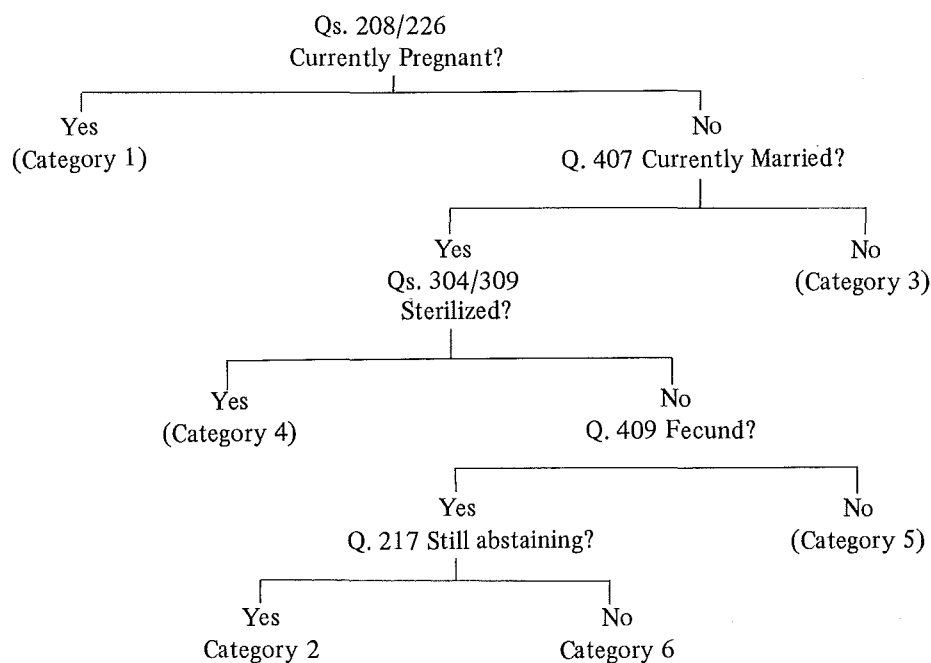 Qs. 208/226
Currently Pregnant?
Yes
(Category 1)
No
Q. 407 Currently Married?
Yes
Qs. 304/309
Sterilized?
No
(Category 3)
Yes
(Category 4)
No
Q. 409 Fecund?
Yes
Q. 217 Still abstaining?
No
(Category 5)
Yes
Category 2
No
Category 6